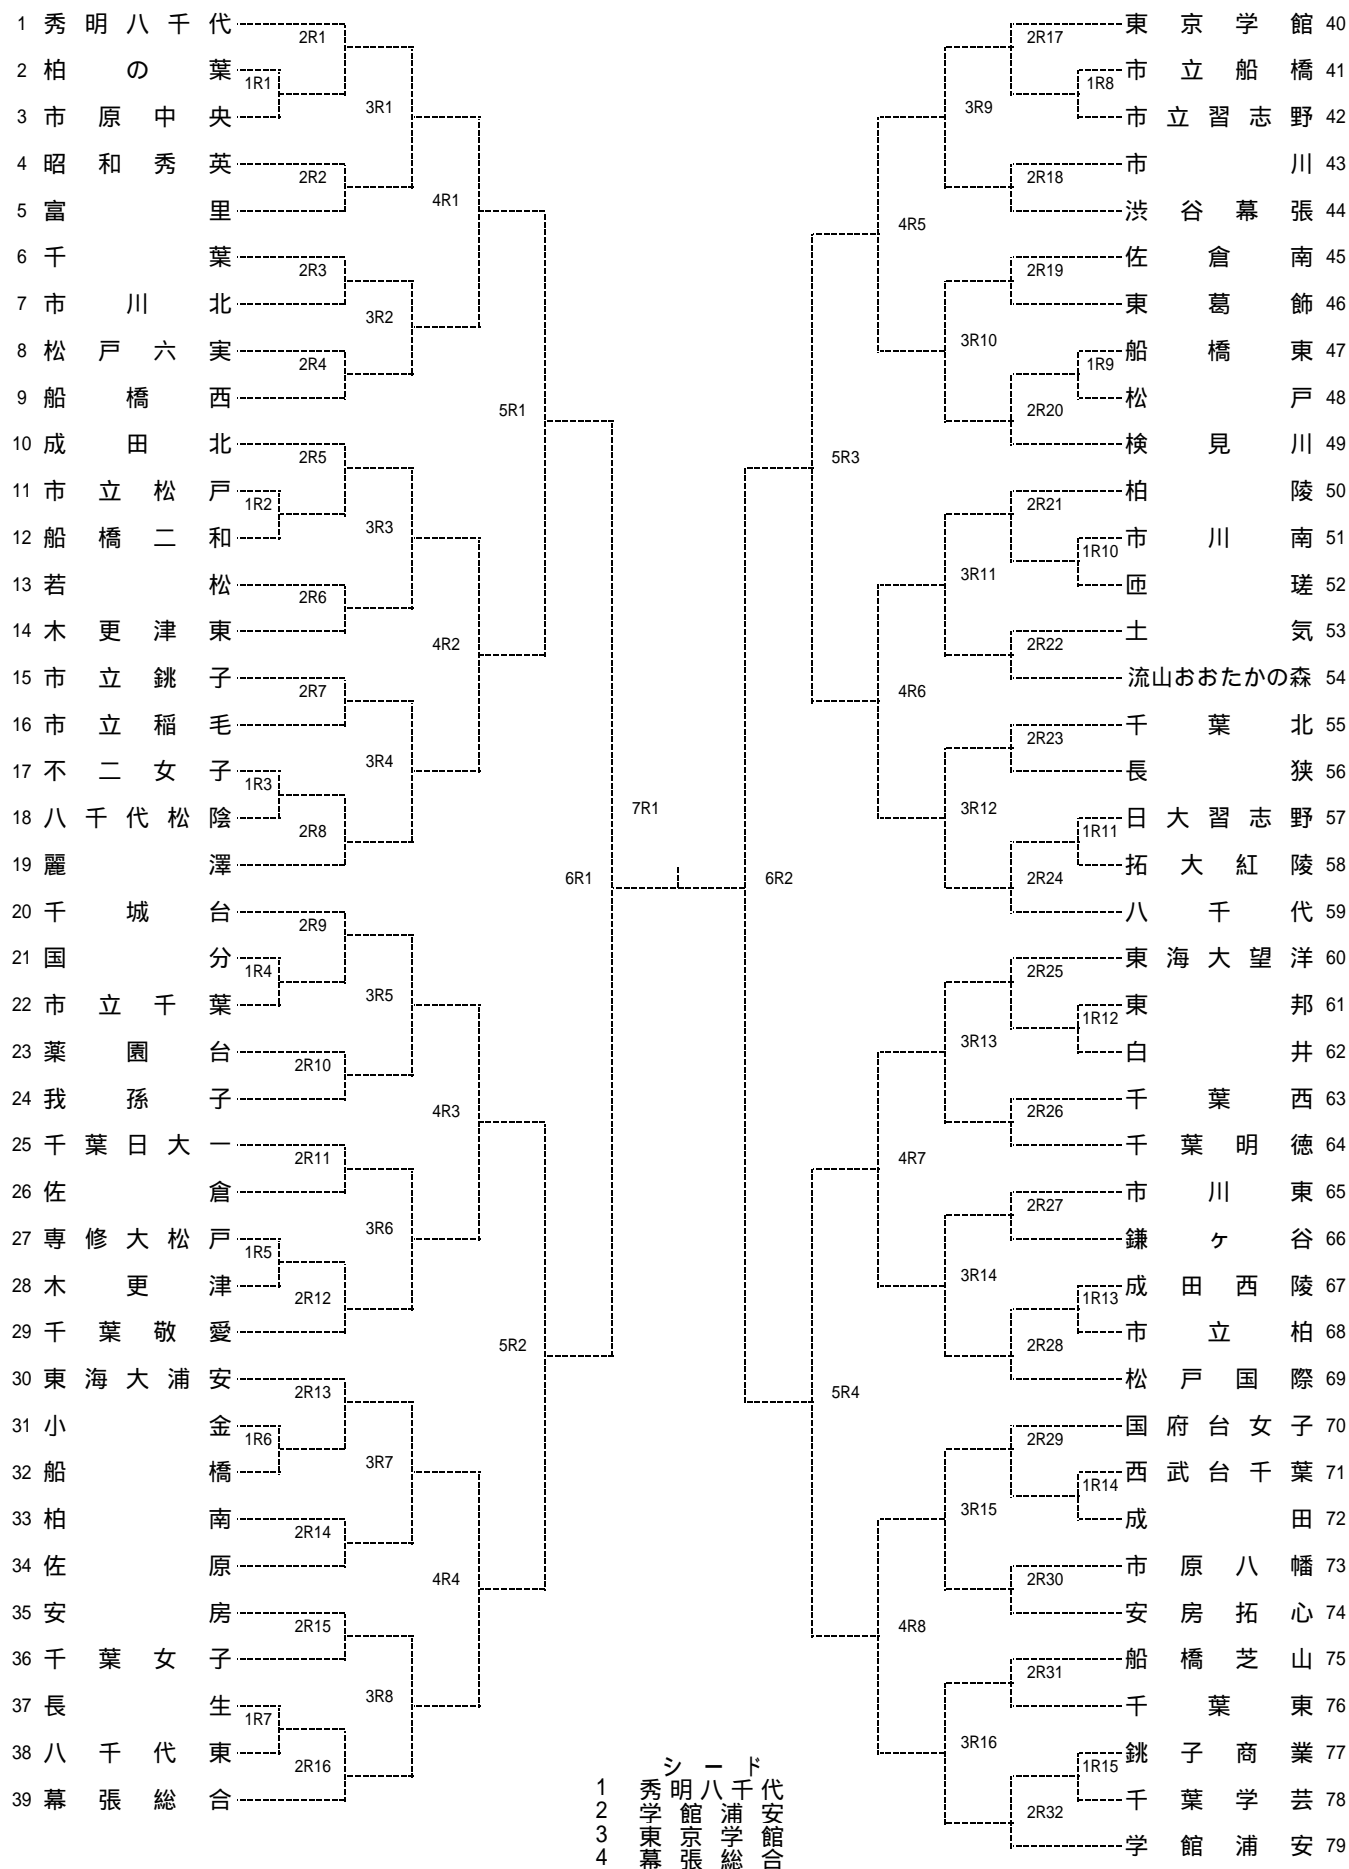 1 秀明八千代
2 柏の葉
3 市原中央
4 昭和秀英
5 富里
6 千葉
7 市川北
8 松戸六実
9 船橋西
10 成田北
11 市立松戸
12 船橋二和
13 若松
14 木更津東
15 市立銚子
16 市立稲毛
17 不二女子
18 八千代松陰
19 麗澤
20 千城台
21 国分
22 市立千葉
23 薬園台
24 我孫子
25 千葉日大一
26 佐倉
27 専修大松戸
28 木更津
29 千葉敬愛
30 東海大浦安
31 小金
32 船橋
33 柏南
34 佐原
35 安房
36 千葉女子
37 長生
38 八千代東
39 幕張総合
1R1
1R2
1R3
1R4
1R5
1R6
1R7
2R1
2R2
2R3
2R4
2R5
2R6
2R7
2R8
2R9
2R10
2R11
2R12
2R13
2R14
2R15
2R16
3R1
3R2
3R3
3R4
3R5
3R6
3R7
3R8
4R1
4R2
4R3
4R4
5R1
5R2
6R1
7R1
6R2
5R3
5R4
4R5
4R6
4R7
4R8
3R9
3R10
3R11
3R12
3R13
3R14
3R15
3R16
2R17
2R18
2R19
2R20
2R21
2R22
2R23
2R24
2R25
2R26
2R27
2R28
2R29
2R30
2R31
2R32
1R8
1R9
1R10
1R11
1R12
1R13
1R14
1R15
東京学館 40
市立船橋 41
市立習志野 42
市川 43
渋谷幕張 44
佐倉南 45
東葛飾 46
船橋東 47
松戸 48
検見川 49
柏陵 50
市川南 51
匝瑳 52
土気 53
流山おおたかの森 54
千葉北 55
長狭 56
日大習志野 57
拓大紅陵 58
八千代 59
東海大望洋 60
東邦 61
白井 62
千葉西 63
千葉明徳 64
市川東 65
鎌ヶ谷 66
成田西陵 67
市立柏 68
松戸国際 69
国府台女子 70
西武台千葉 71
成田 72
市原八幡 73
安房拓心 74
船橋芝山 75
千葉東 76
銚子商業 77
千葉学芸 78
学館浦安 79
シード
1 秀明八千代
2 学館浦安
3 東京学館
4 幕張総合